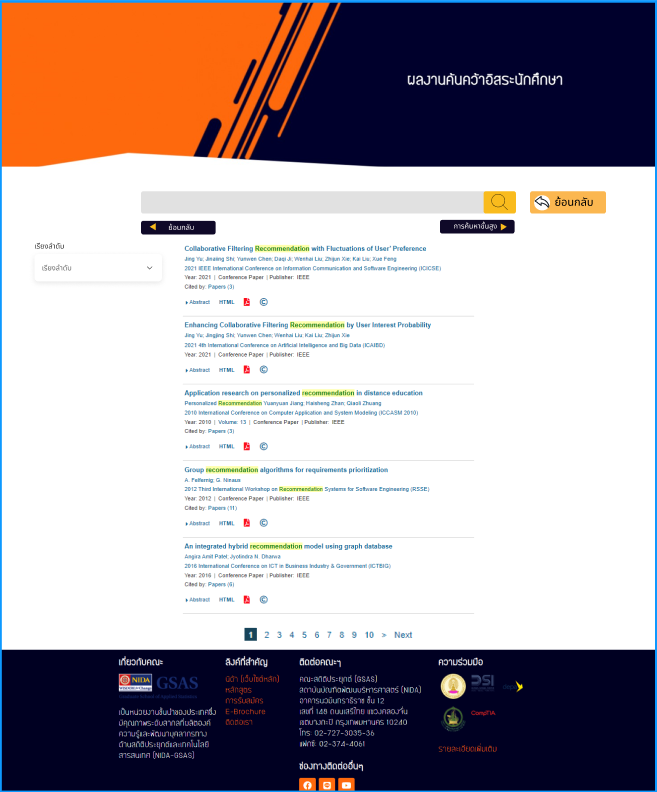 ผลงานค้นคว้าอิสระนักศึกษา
ย้อนกลับ
ย้อนกลับ
การค้นหาขั้นสูง
เรียงลำดับ
เรียงลำดับ
Collaborative Filtering Recommendation with Fluctuations of User' Preference
Jing Yu; Jinajing Shi; Yunwen Chen; Daqi Ji; Wenhai Liu; Zhijun Xie; Kai Liu; Xue Feng
2021 IEEE International Conference on Information Communication and Software Engineering (ICICSE)
Year: 2021 | Conference Paper | Publisher: IEEE
Cited by: Papers (3)
Abstract HTML
Enhancing Collaborative Filtering Recommendation by User Interest Probability
Jing Yu; Jingjing Shi; Yunwen Chen; Wenhai Liu; Kai Liu; Zhijun Xie
2021 4th International Conference on Artificial Intelligence and Big Data (ICAIBD)
Year: 2021 | Conference Paper | Publisher: IEEE
Abstract HTML
Application research on personalized recommendation in distance education
Personalized Recommendation Yuanyuan Jiang; Haisheng Zhan; Qiaoli Zhuang
2010 International Conference on Computer Application and System Modeling (ICCASM 2010)
Year: 2010 | Volume: 13 | Conference Paper | Publisher: IEEE
Cited by: Papers (3)
Abstract HTML
Group recommendation algorithms for requirements prioritization
A. Felfernig; G. Ninaus
2012 Third International Workshop on Recommendation Systems for Software Engineering (RSSE)
Year: 2012 | Conference Paper | Publisher: IEEE
Cited by: Papers (11)
Abstract HTML
An integrated hybrid recommendation model using graph database
Angira Amit Patel; Jyotindra N. Dharwa
2016 International Conference on ICT in Business Industry & Government (ICTBIG)
Year: 2016 | Conference Paper | Publisher: IEEE
Cited by: Papers (6)
Abstract HTML
1 2 3 4 5 6 7 8 9 10 > Next
เกี่ยวกับคณะ
NIDA
GSAS
เป็นหน่วยงานชั้นนำของประเทศซึ่ง
มีคุณภาพระดับสากลที่ผลิตองค์
ความรู้และพัฒนาบุคลากรทาง
ด้านสถิติประยุกต์และเทคโนโลยี
สารสนเทศ (NIDA-GSAS)
ลิงค์ที่สำคัญ
นิด้า (เว็บไซต์หลัก)
หลักสูตร
การรับสมัคร
E-Brochure
ติดต่อเรา
ติดต่อคณะฯ
คณะสถิติประยุกต์ (GSAS)
สถาบันบัณฑิตพัฒนบริหารศาสตร์ (NIDA)
อาคารนวมินทราธิราช ชั้น 12
เลขที่ 148 ถนนเสรีไทย แขวงคลองจั่น
เขตบางกะปิ กรุงเทพมหานคร 10240
โทร: 02-727-3035-36
แฟกซ์: 02-374-4061
ช่องทางติดต่ออื่นๆ
ความร่วมมือ
DSI
CompTIA
รายละเอียดเพิ่มเติม